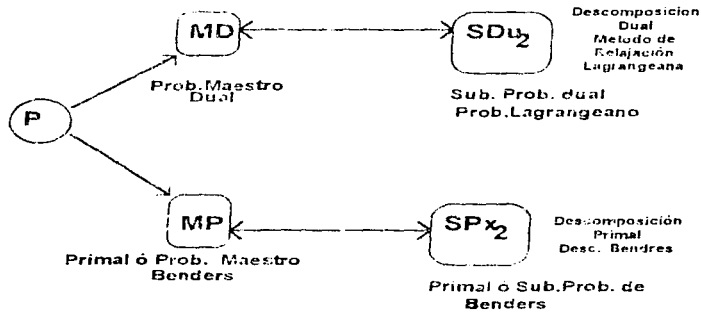 MD
SDu2
Descomposicion
Dual
Metodo de
Relajación
Lagrangeana
Prob.Maestro
Dual
Sub. Prob. dual
Prob.Lagrangeano
P
MP
SPx2
Descomposición
Primal
Desc. Bendres
Primal ó Prob. Maestro
Benders
Primal ó Sub.Prob. de
Benders